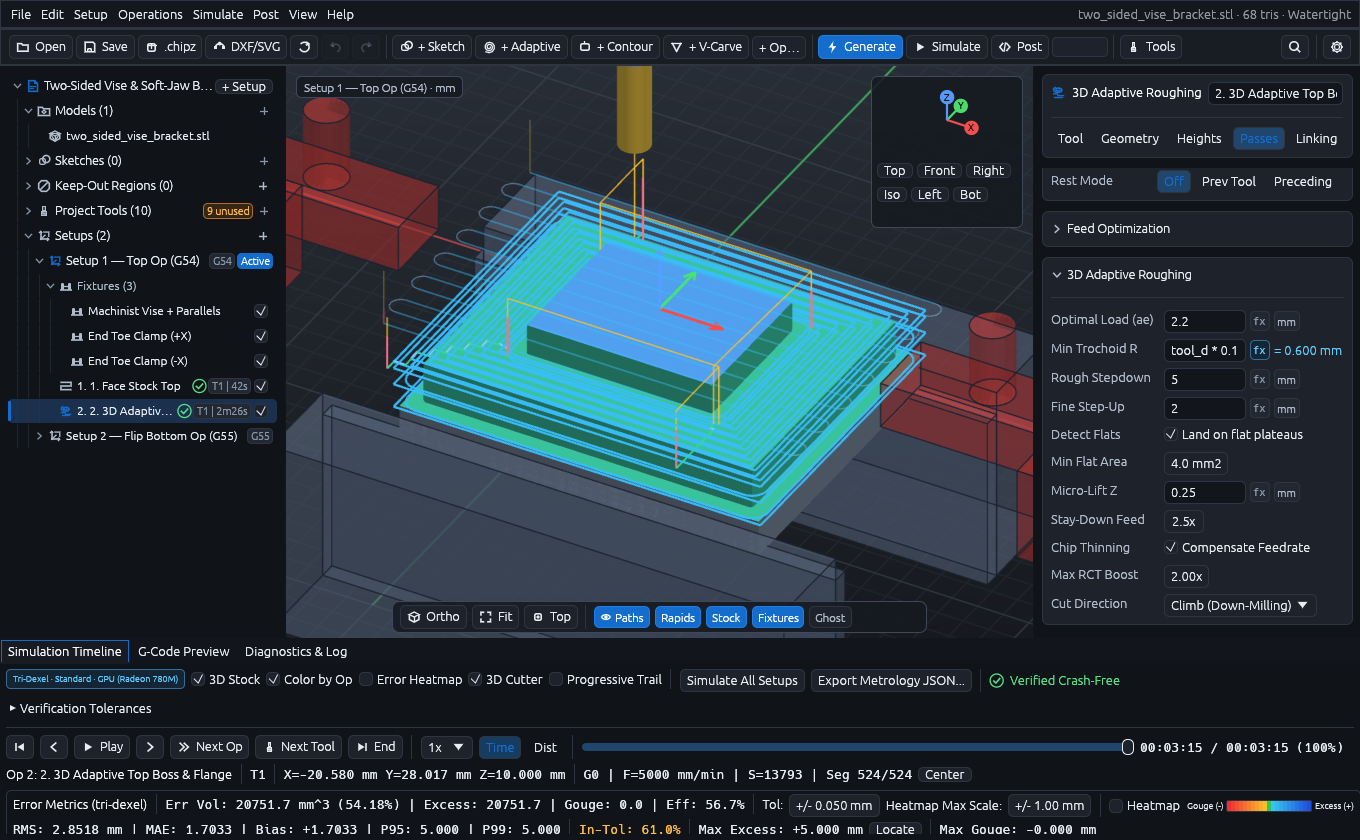 File Edit Setup Operations Simulate Post View Help
two_sided_vise_bracket.stl · 68 tris · Watertight
Open Save .chipz DXF/SVG + Sketch + Adaptive + Contour + V-Carve + Op... Generate Simulate Post Tools
Two-Sided Vise & Soft-Jaw B... + Setup
Models (1) +
two_sided_vise_bracket.stl
Sketches (0) +
Keep-Out Regions (0) +
Project Tools (10) 9 unused +
Setups (2) +
Setup 1 — Top Op (G54) G54 Active
Fixtures (3)
Machinist Vise + Parallels
End Toe Clamp (+X)
End Toe Clamp (-X)
1. 1. Face Stock Top T1 | 42s
2. 2. 3D Adaptiv... T1 | 2m26s
Setup 2 — Flip Bottom Op (G55) G55
Setup 1 — Top Op (G54) · mm
Z
Y
X
Top Front Right
Iso Left Bot
Ortho Fit Top Paths Rapids Stock Fixtures Ghost
3D Adaptive Roughing 2. 3D Adaptive Top B
Tool Geometry Heights Passes Linking
Rest Mode Off Prev Tool Preceding
Feed Optimization
3D Adaptive Roughing
Optimal Load (ae) 2.2 fx mm
Min Trochoid R tool_d * 0.1 fx = 0.600 mm
Rough Stepdown 5 fx mm
Fine Step-Up 2 fx mm
Detect Flats Land on flat plateaus
Min Flat Area 4.0 mm2
Micro-Lift Z 0.25 fx mm
Stay-Down Feed 2.5x
Chip Thinning Compensate Feedrate
Max RCT Boost 2.00x
Cut Direction Climb (Down-Milling)
Simulation Timeline G-Code Preview Diagnostics & Log
Tri-Dexel · Standard · GPU (Radeon 780M) 3D Stock Color by Op Error Heatmap 3D Cutter Progressive Trail Simulate All Setups Export Metrology JSON... Verified Crash-Free
Verification Tolerances
Play Next Op Next Tool End 1x Time Dist 00:03:15 / 00:03:15 (100%)
Op 2: 2. 3D Adaptive Top Boss & Flange T1 X=-20.580 mm Y=28.017 mm Z=10.000 mm G0 | F=5000 mm/min | S=13793 | Seg 524/524 Center
Error Metrics (tri-dexel) Err Vol: 20751.7 mm^3 (54.18%) | Excess: 20751.7 | Gouge: 0.0 | Eff: 56.7% Tol: +/- 0.050 mm Heatmap Max Scale: +/- 1.00 mm Heatmap Gouge (-) Excess (+)
RMS: 2.8518 mm | MAE: 1.7033 | Bias: +1.7033 | P95: 5.000 | P99: 5.000 In-Tol: 61.0% Max Excess: +5.000 mm Locate Max Gouge: -0.000 mm